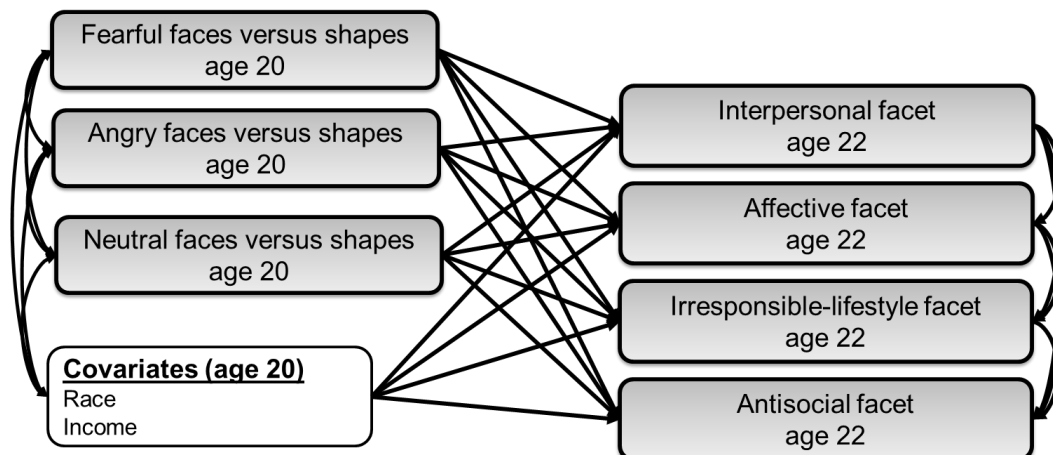 Fearful faces versus shapes
age 20
Angry faces versus shapes
age 20
Neutral faces versus shapes
age 20
Covariates (age 20)
Race
Income
Interpersonal facet
age 22
Affective facet
age 22
Irresponsible-lifestyle facet
age 22
Antisocial facet
age 22